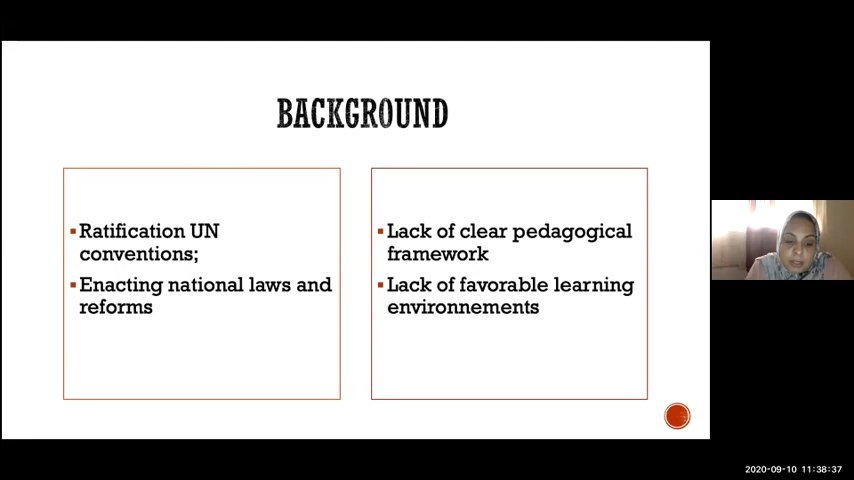 BACKGROUND
▪Ratification UN
conventions;
▪Enacting national laws and
reforms
▪Lack of clear pedagogical
framework
▪Lack of favorable learning
environnements
2020-09-10 11:38:37